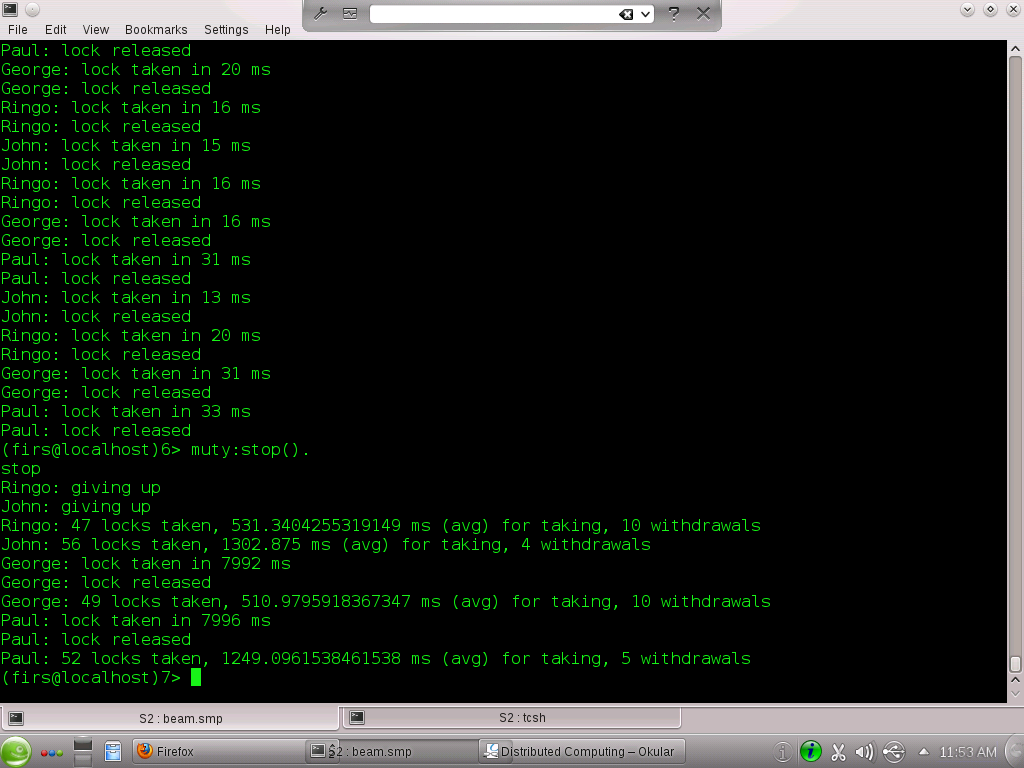 File Edit View Bookmarks Settings Help
Paul: lock released
George: lock taken in 20 ms
George: lock released
Ringo: lock taken in 16 ms
Ringo: lock released
John: lock taken in 15 ms
John: lock released
Ringo: lock taken in 16 ms
Ringo: lock released
George: lock taken in 16 ms
George: lock released
Paul: lock taken in 31 ms
Paul: lock released
John: lock taken in 13 ms
John: lock released
Ringo: lock taken in 20 ms
Ringo: lock released
George: lock taken in 31 ms
George: lock released
Paul: lock taken in 33 ms
Paul: lock released
(firs@localhost)6> muty:stop().
stop
Ringo: giving up
John: giving up
Ringo: 47 locks taken, 531.3404255319149 ms (avg) for taking, 10 withdrawals
John: 56 locks taken, 1302.875 ms (avg) for taking, 4 withdrawals
George: lock taken in 7992 ms
George: lock released
George: 49 locks taken, 510.9795918367347 ms (avg) for taking, 10 withdrawals
Paul: lock taken in 7996 ms
Paul: lock released
Paul: 52 locks taken, 1249.0961538461538 ms (avg) for taking, 5 withdrawals
(firs@localhost)7>
S2 : beam.smp S2 : tcsh
Firefox S2 : beam.smp Distributed Computing – Okular 11:53 AM